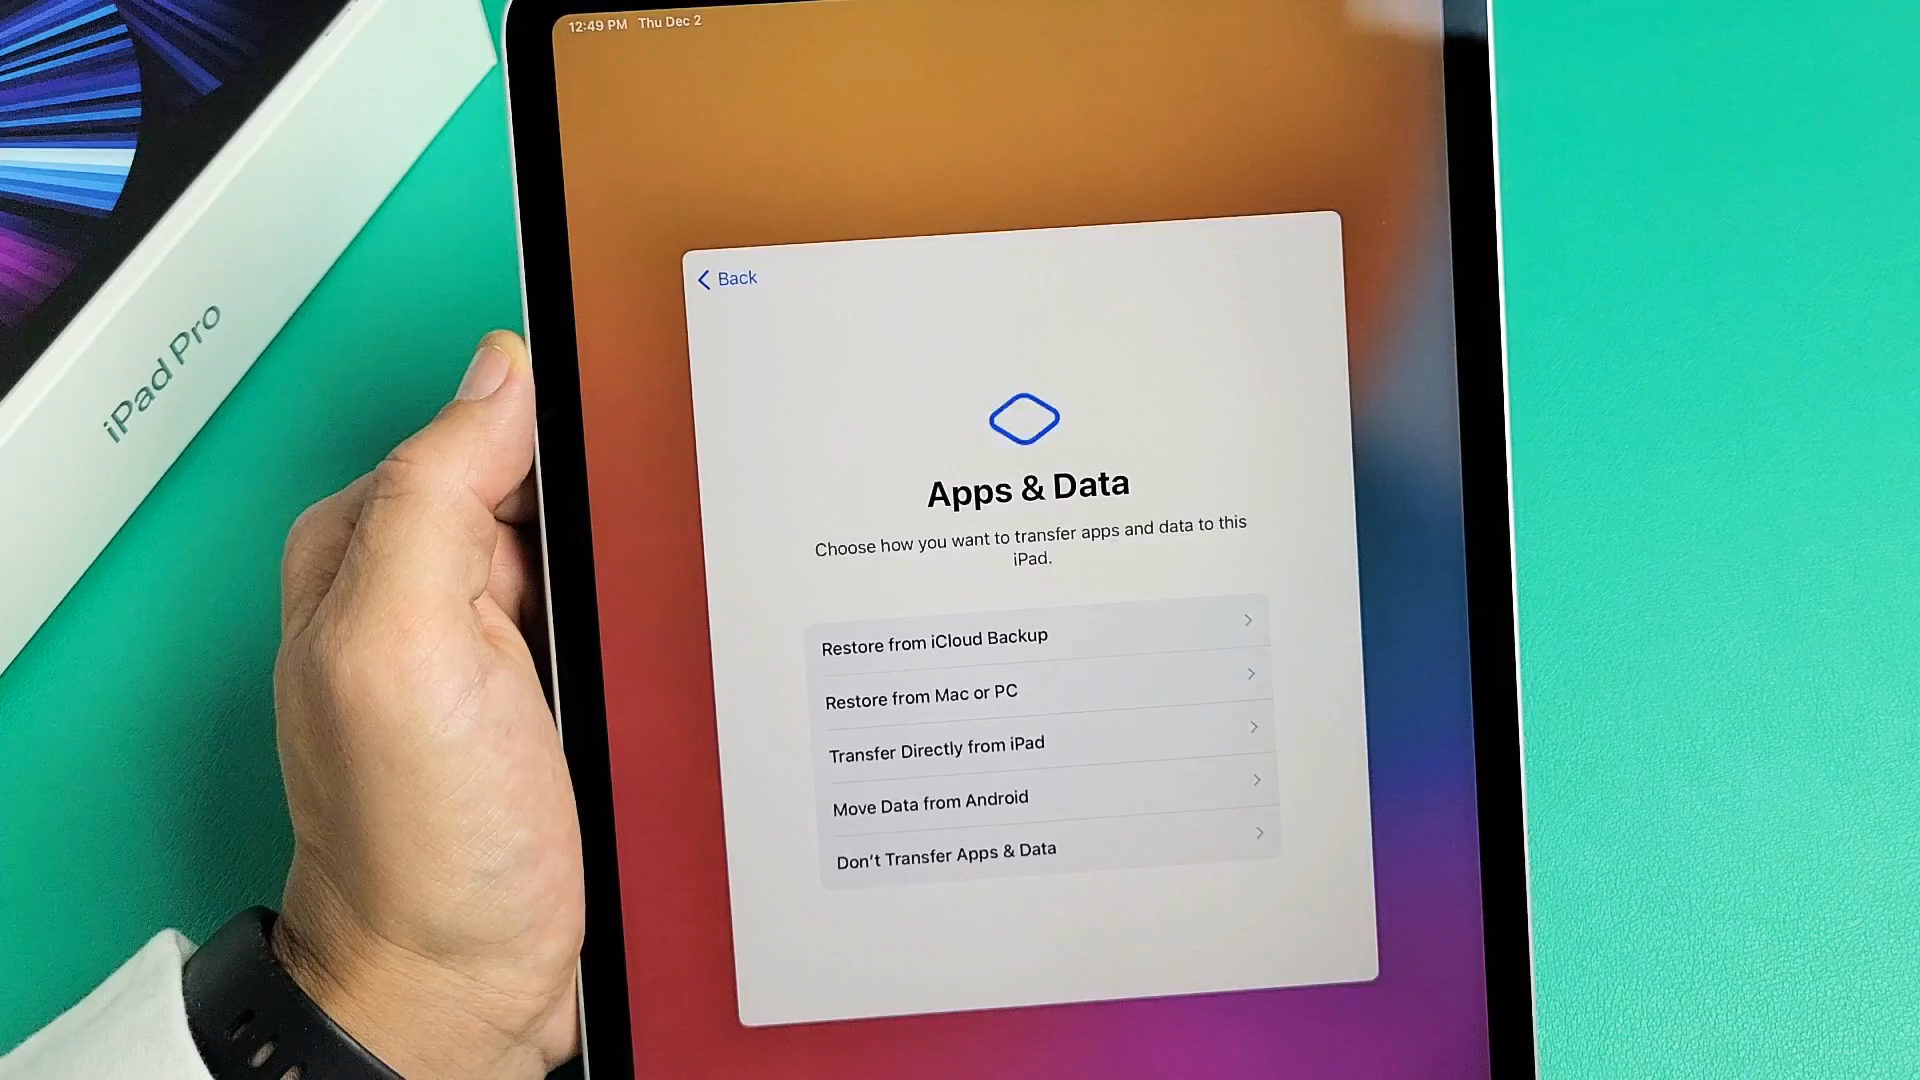 12:49 PM Thu Dec 2
Back
iPad Pro
Apps & Data
Choose how you want to transfer apps and data to this
iPad.
Restore from iCloud Backup
Restore from Mac or PC
Transfer Directly from iPad
Move Data from Android
Don't Transfer Apps & Data